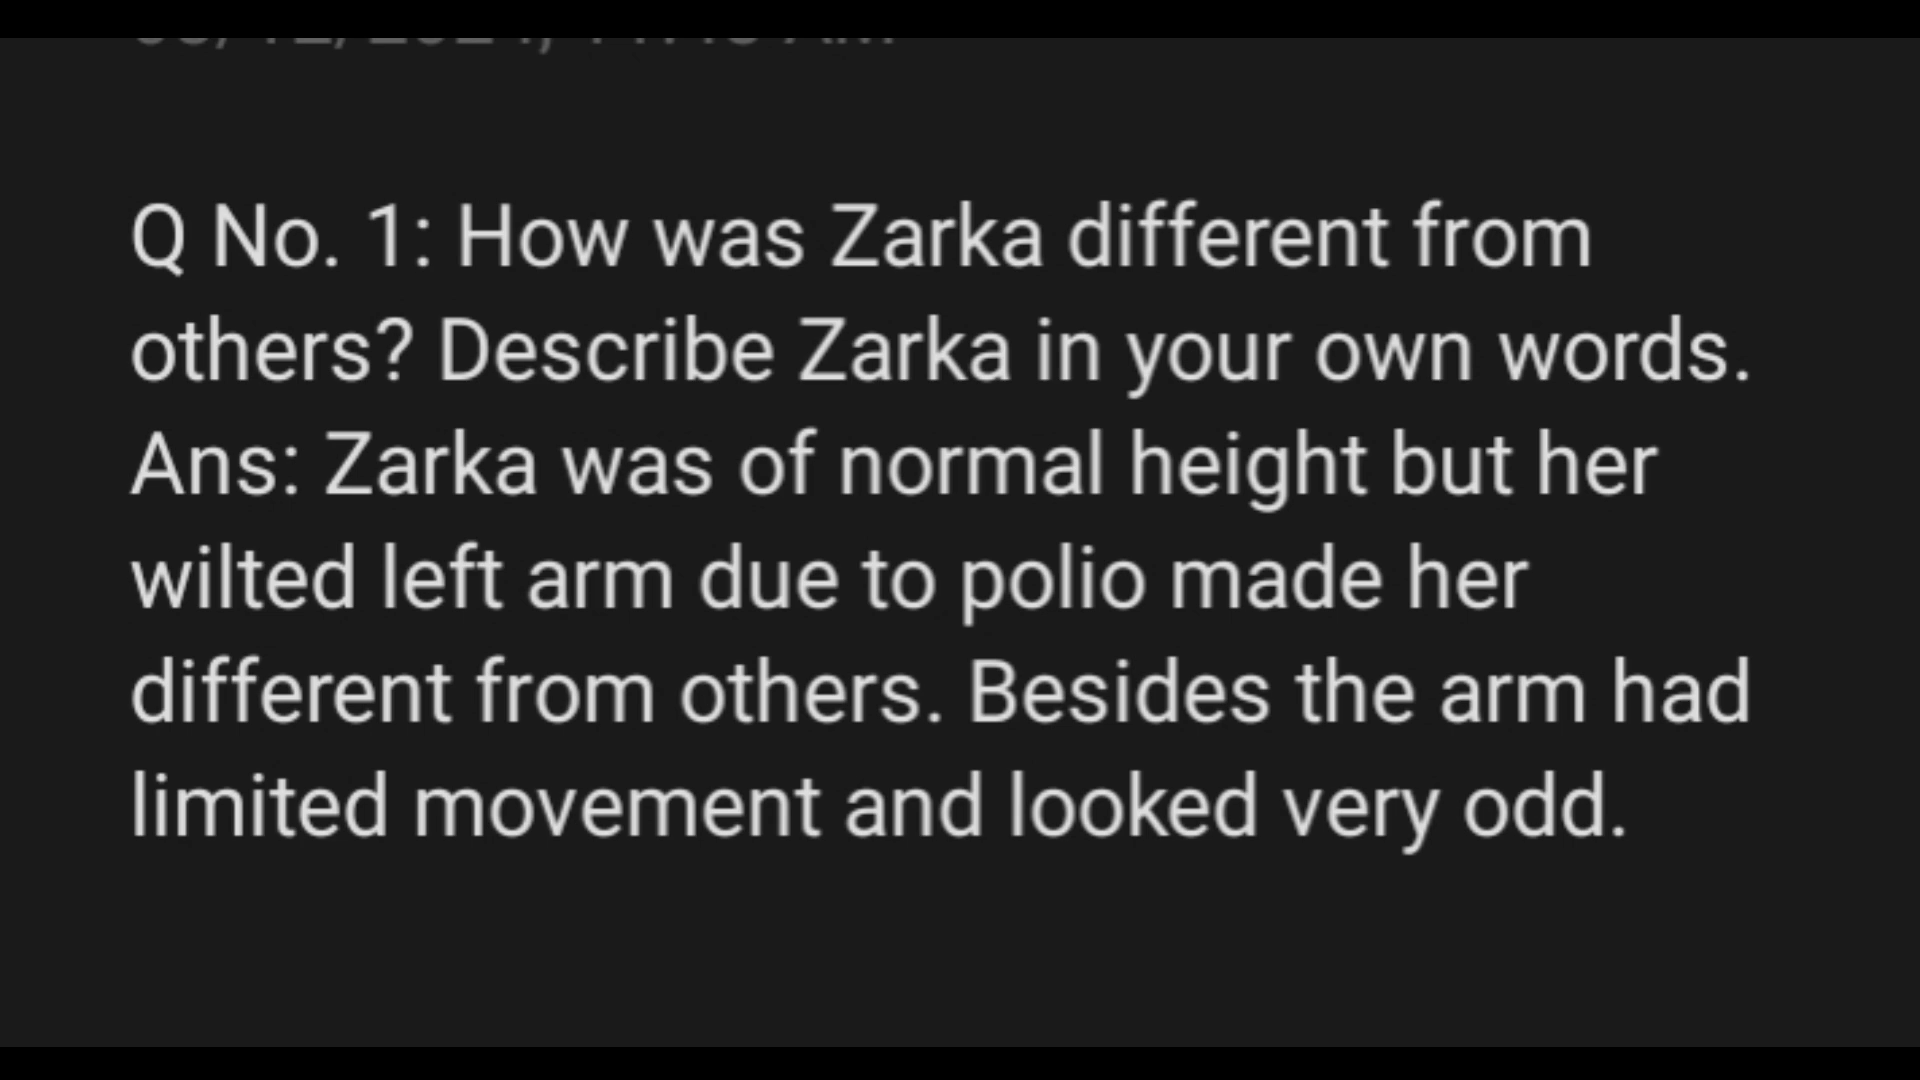 Q No. 1: How was Zarka different from
others? Describe Zarka in your own words.
Ans: Zarka was of normal height but her
wilted left arm due to polio made her
different from others. Besides the arm had
limited movement and looked very odd.